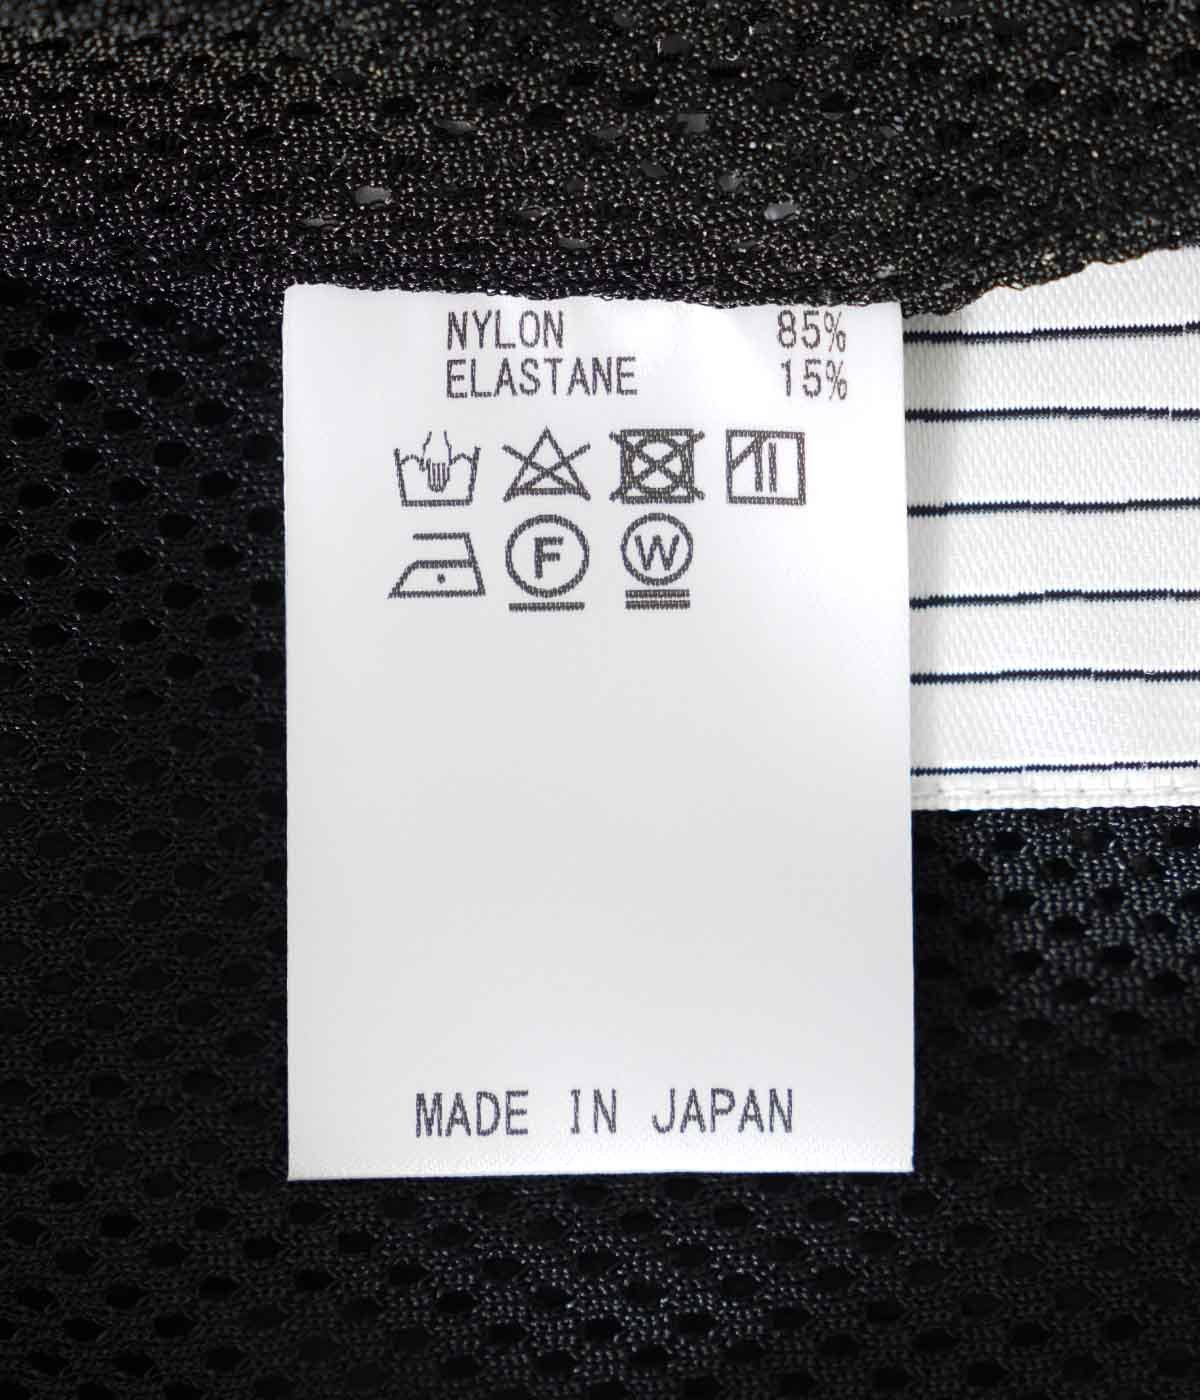 NYLON 85%
ELASTANE 15%
F W
MADE IN JAPAN